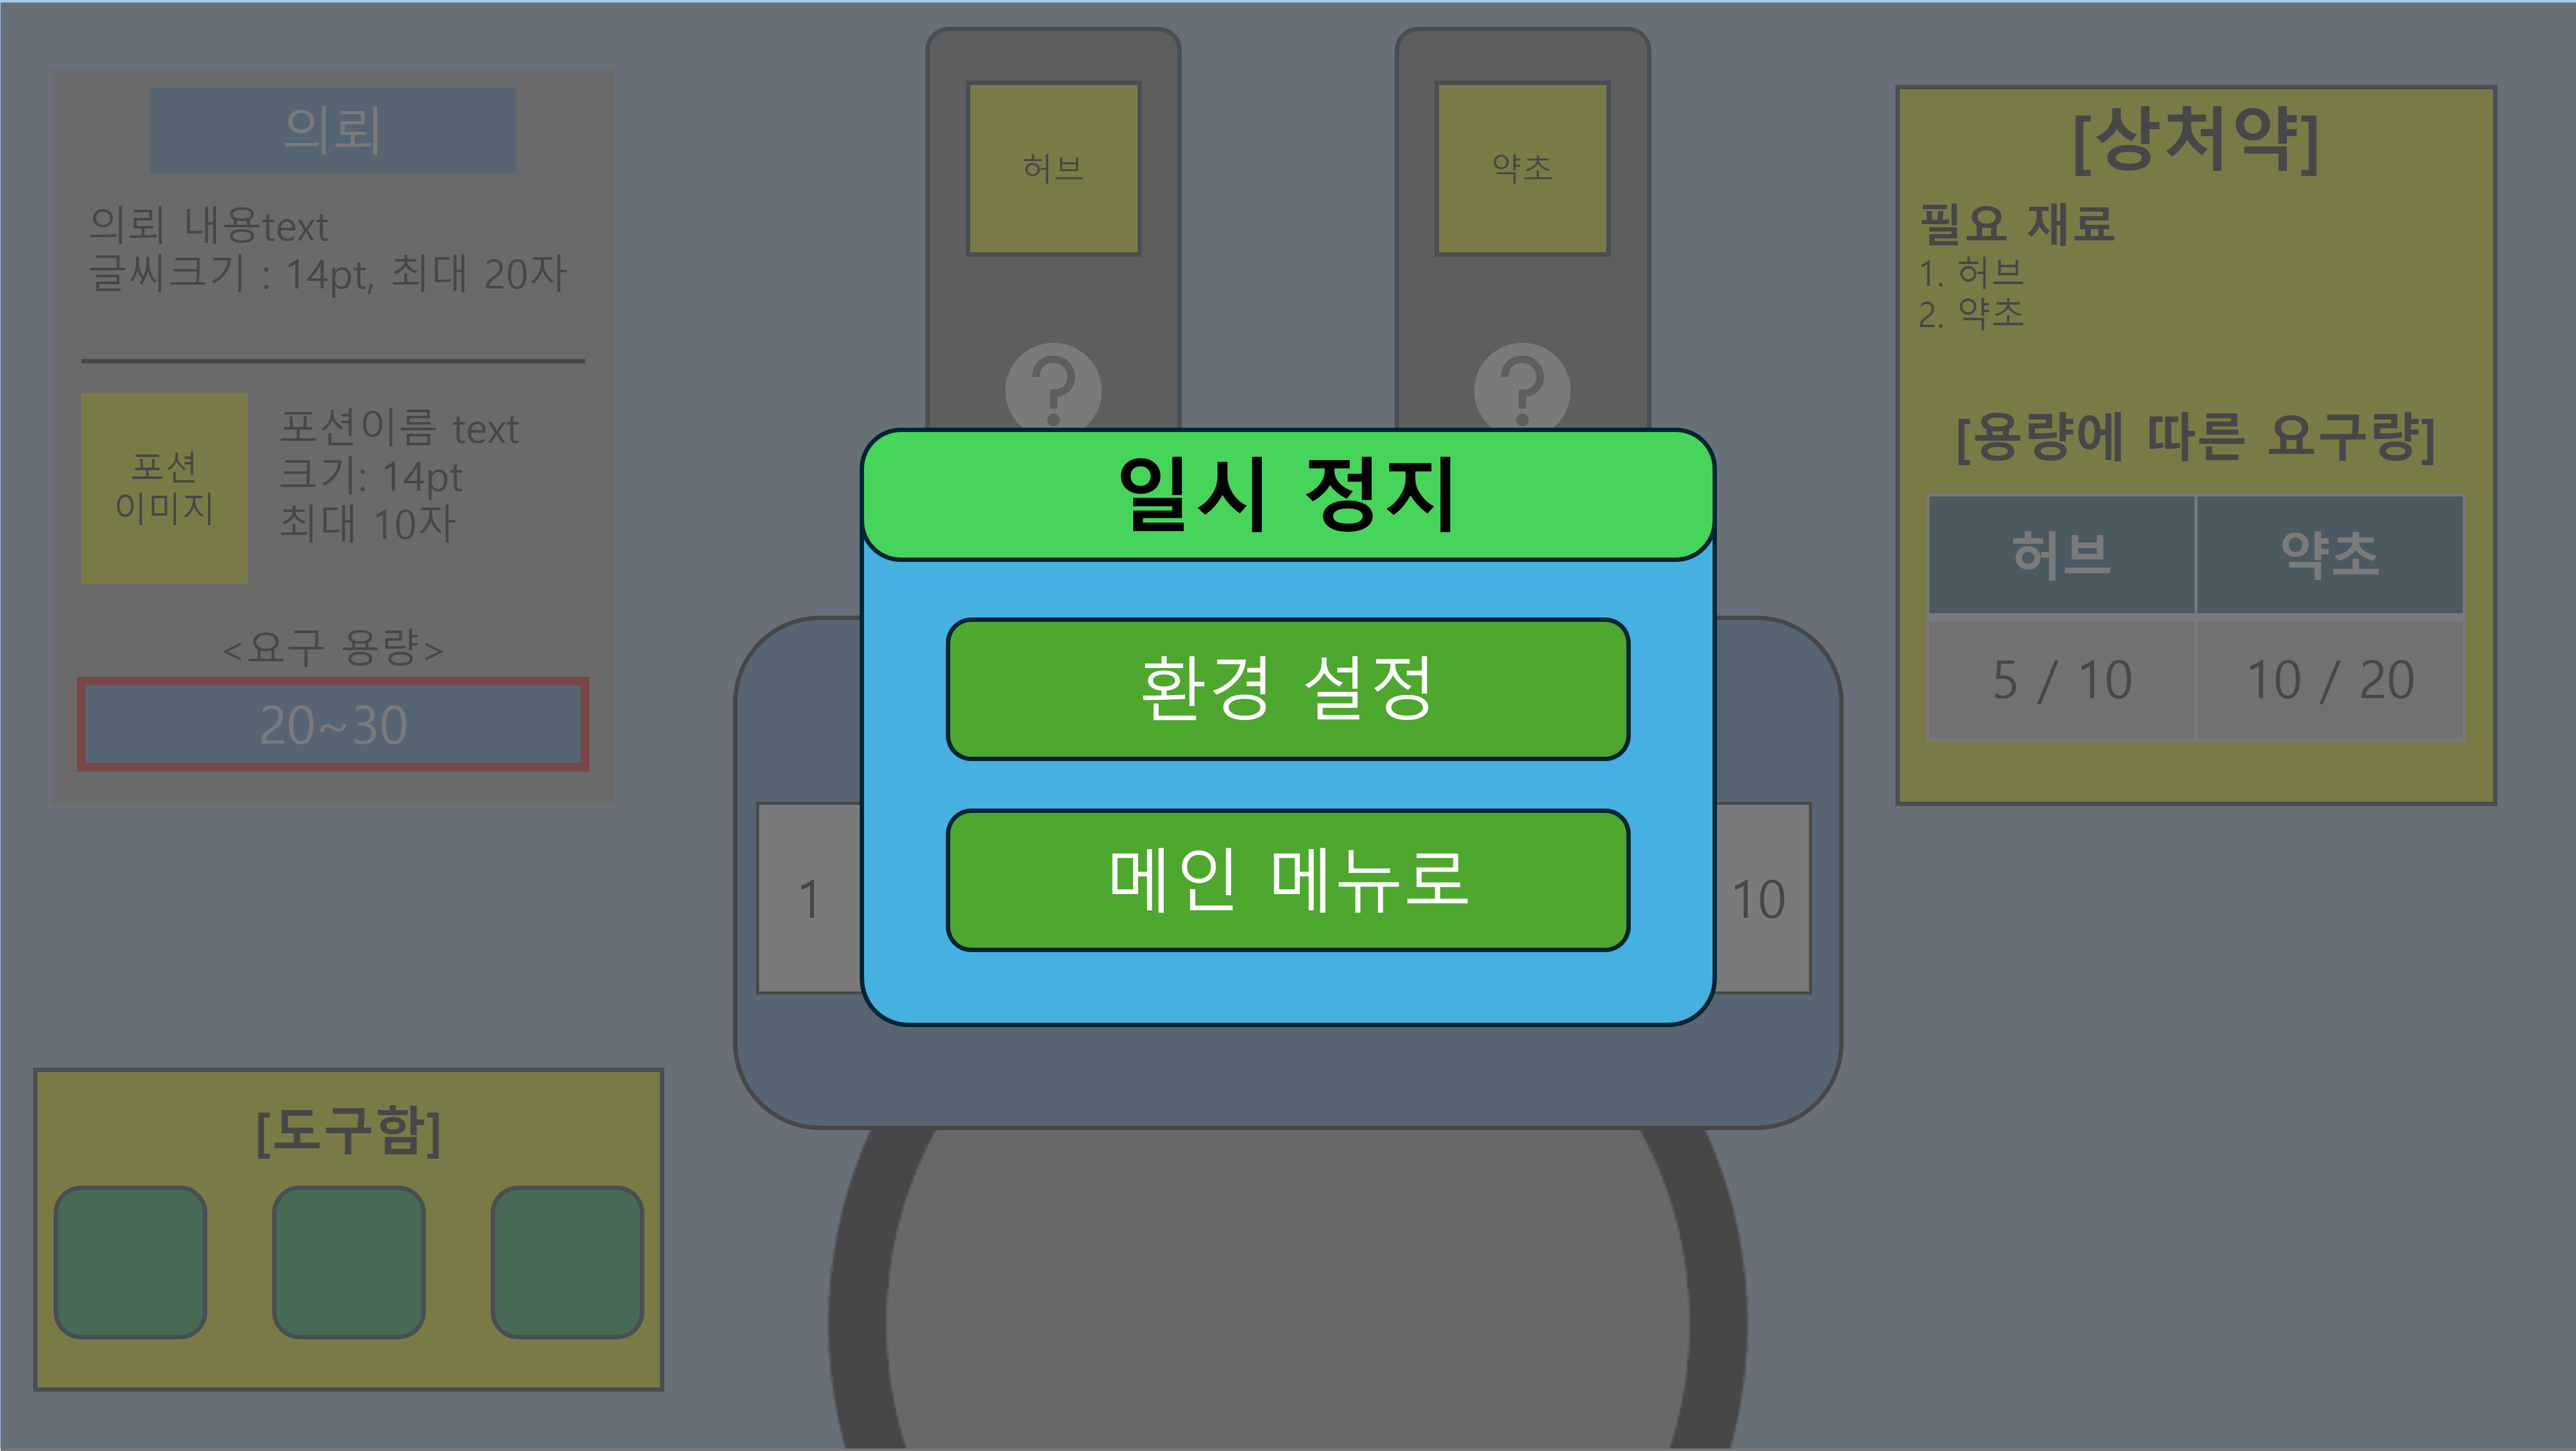 의뢰
의뢰 내용text
글씨크기 : 14pt, 최대 20자
포션
이미지
포션이름 text
크기: 14pt
최대 10자
<요구 용량>
20~30
허브
?
약초
?
일시 정지
환경 설정
메인 메뉴로
1
10
[상처약]
필요 재료
1. 허브
2. 약초
[용량에 따른 요구량]
허브 약초
5 / 10 10 / 20
[도구함]